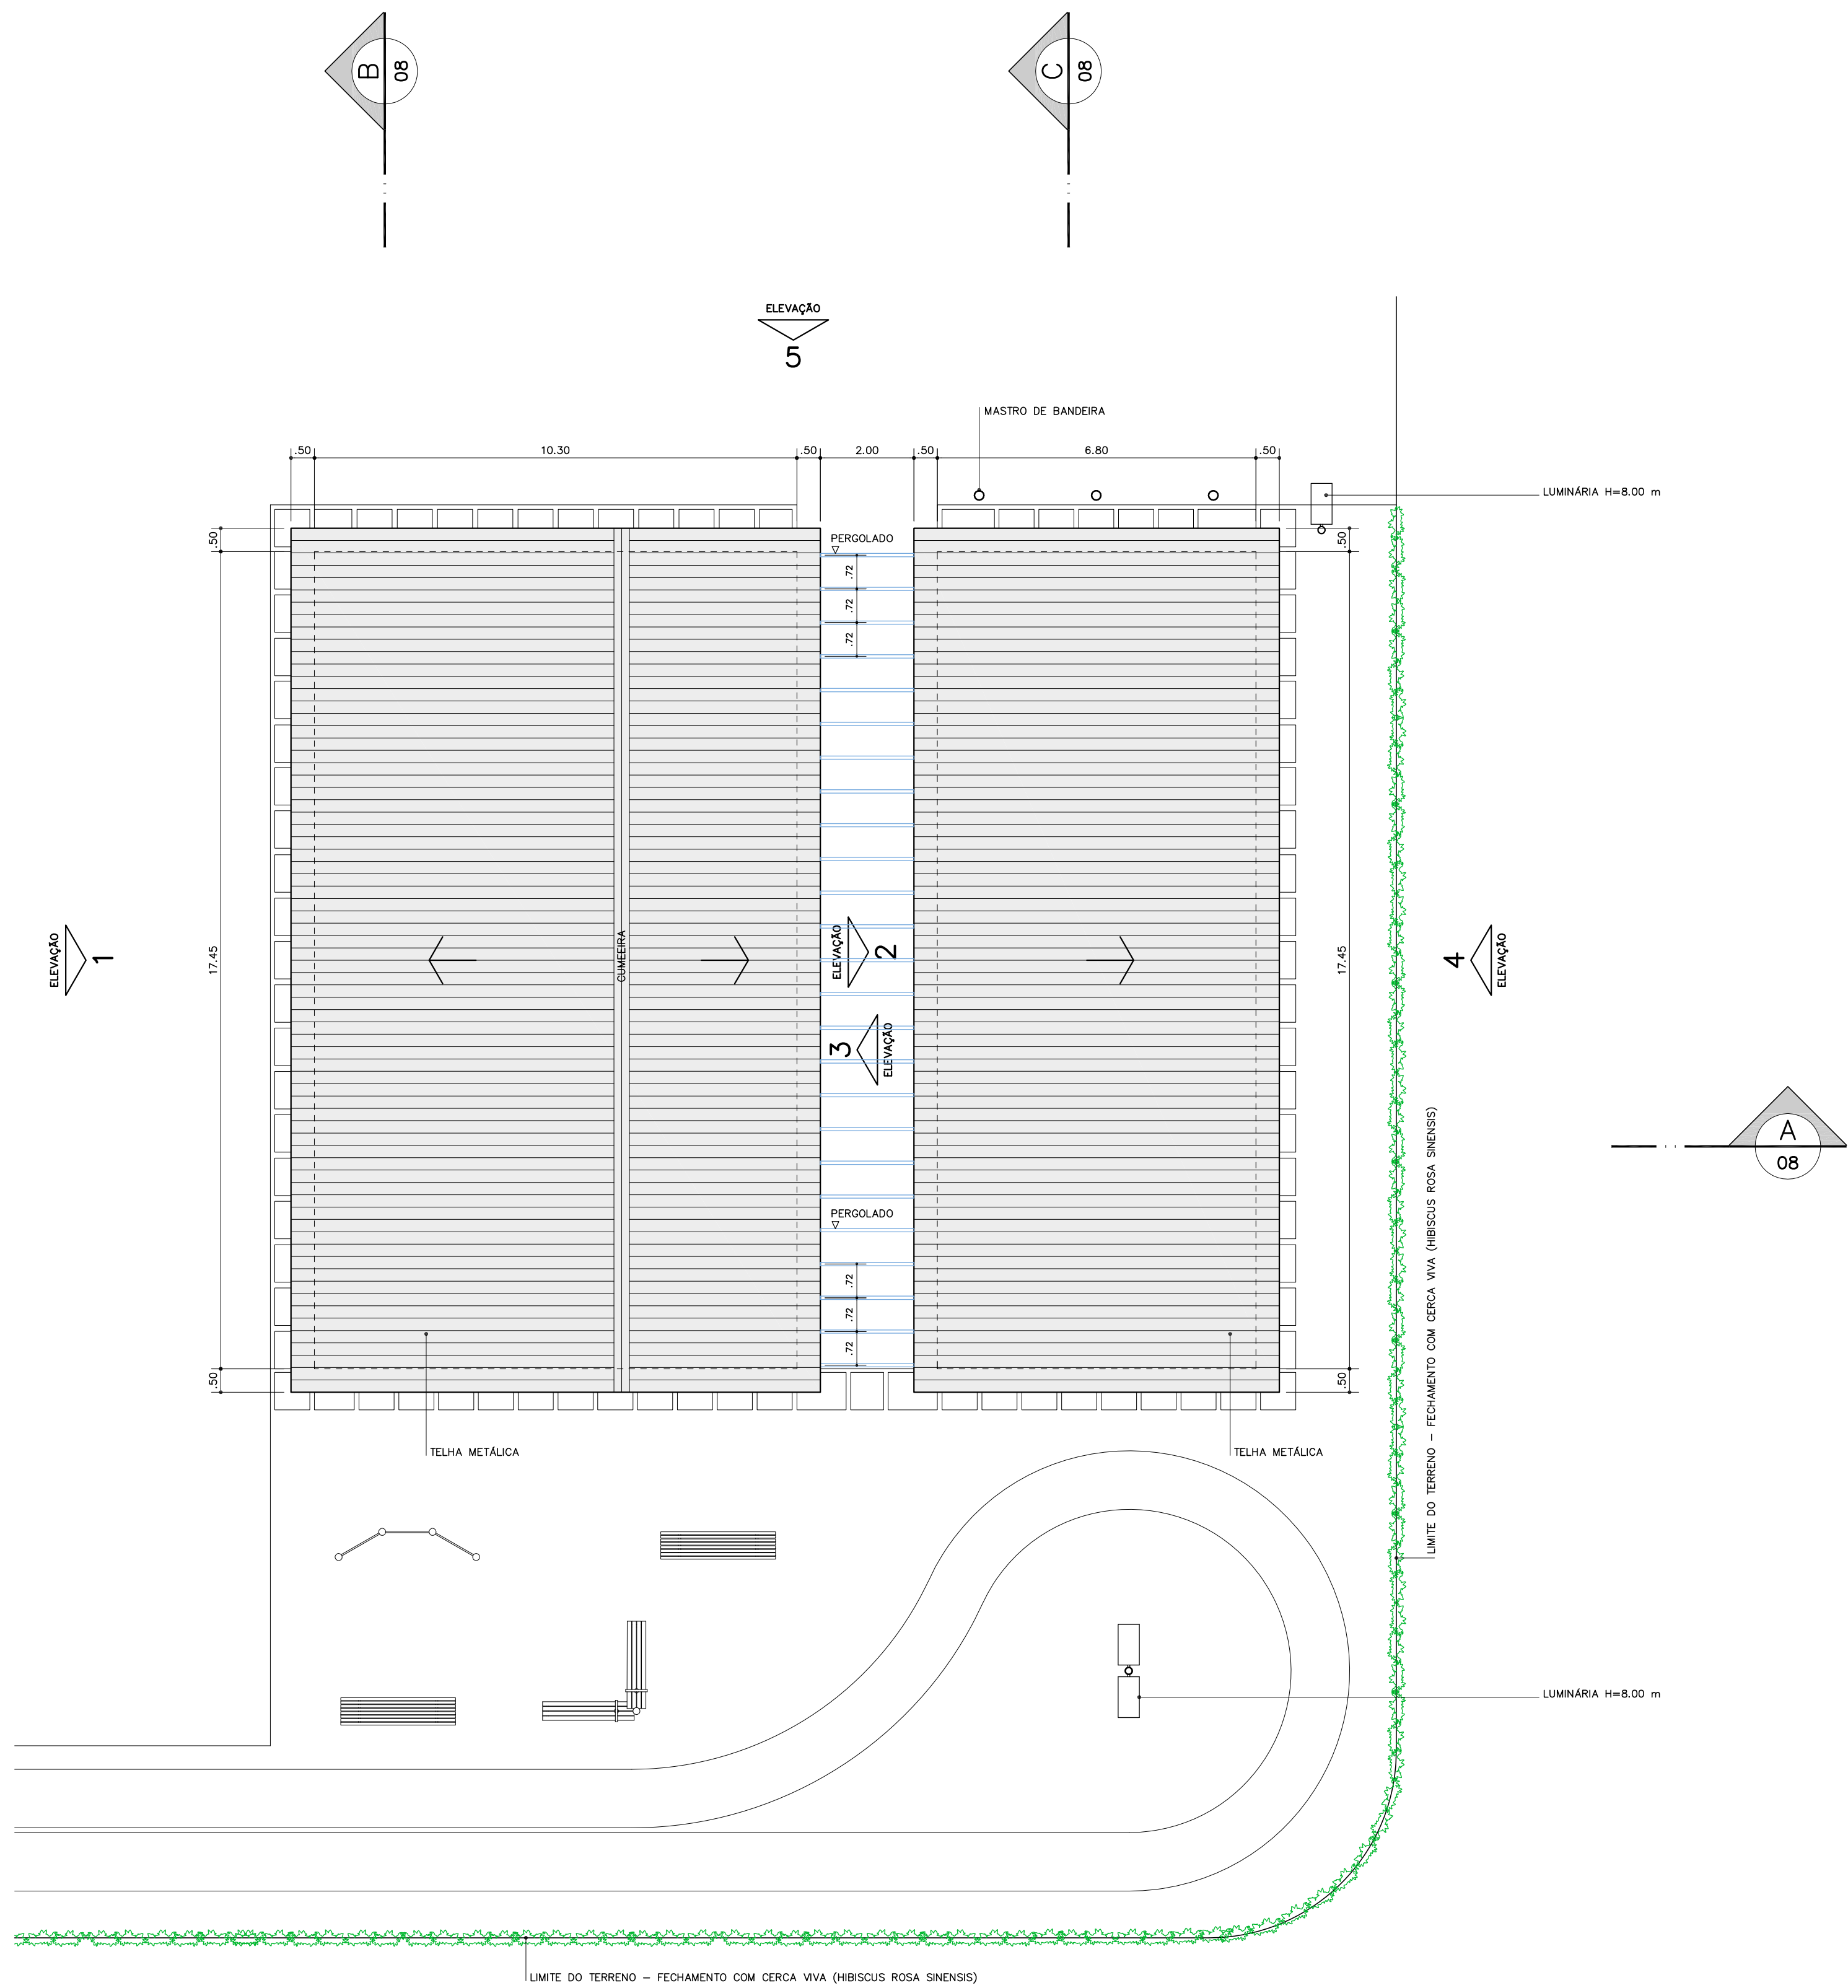 B
08
C
08
ELEVAÇÃO
5
MASTRO DE BANDEIRA
.50
10.30
.50
2.00
.50
6.80
.50
LUMINÁRIA H=8.00 m
.50
PERGOLADO
.50
.72
.72
.72
ELEVAÇÃO
1
17.45
CUMEEIRA
ELEVAÇÃO
2
3
ELEVAÇÃO
17.45
4
ELEVAÇÃO
A
08
LIMITE DO TERRENO – FECHAMENTO COM CERCA VIVA (HIBISCUS ROSA SINENSIS)
PERGOLADO
.72
.72
.72
.50
.50
TELHA METÁLICA
TELHA METÁLICA
LUMINÁRIA H=8.00 m
LIMITE DO TERRENO – FECHAMENTO COM CERCA VIVA (HIBISCUS ROSA SINENSIS)